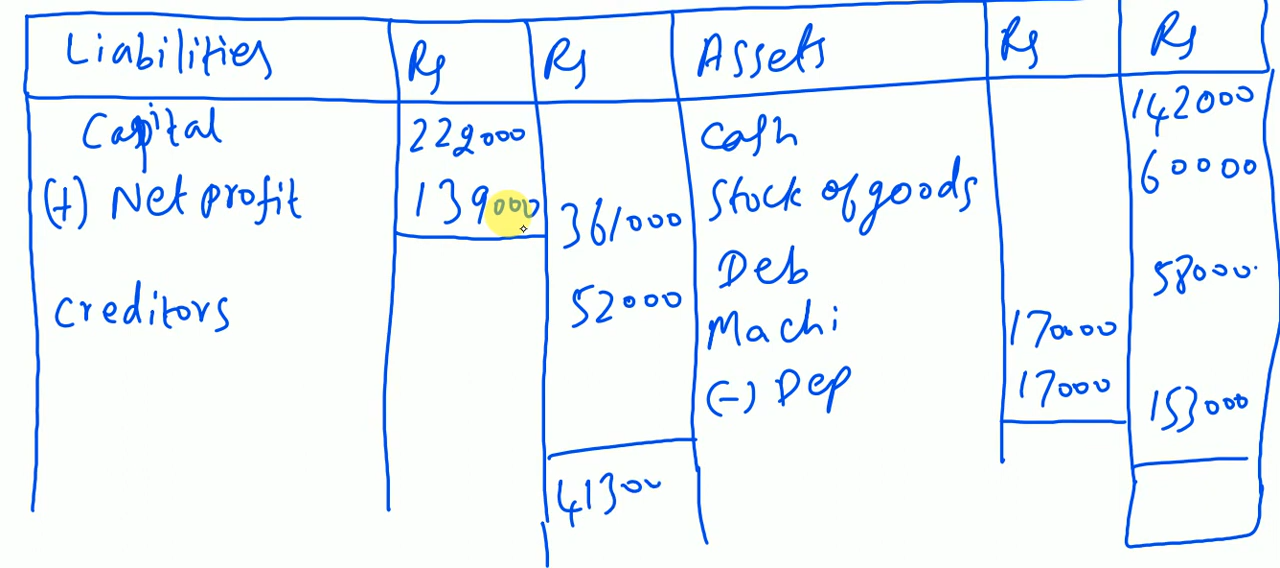 Liabilities Rs Rs Assets Rs Rs
Capital 222000 Cash 142000
(+) Net profit 139000 361000 Stock of goods 60000
Creditors 52000 Deb 58000
Machi 170000
(-) Dep 17000 153000
41300